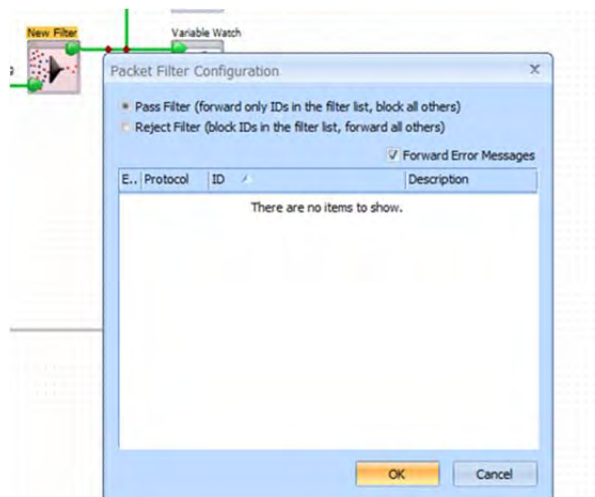 New Filter
Variable Watch
Packet Filter Configuration
x
Pass Filter (forward only IDs in the filter list, block all others)
Reject Filter (block IDs in the filter list, forward all others)
Forward Error Messages
E.. Protocol ID Description
There are no items to show.
OK Cancel